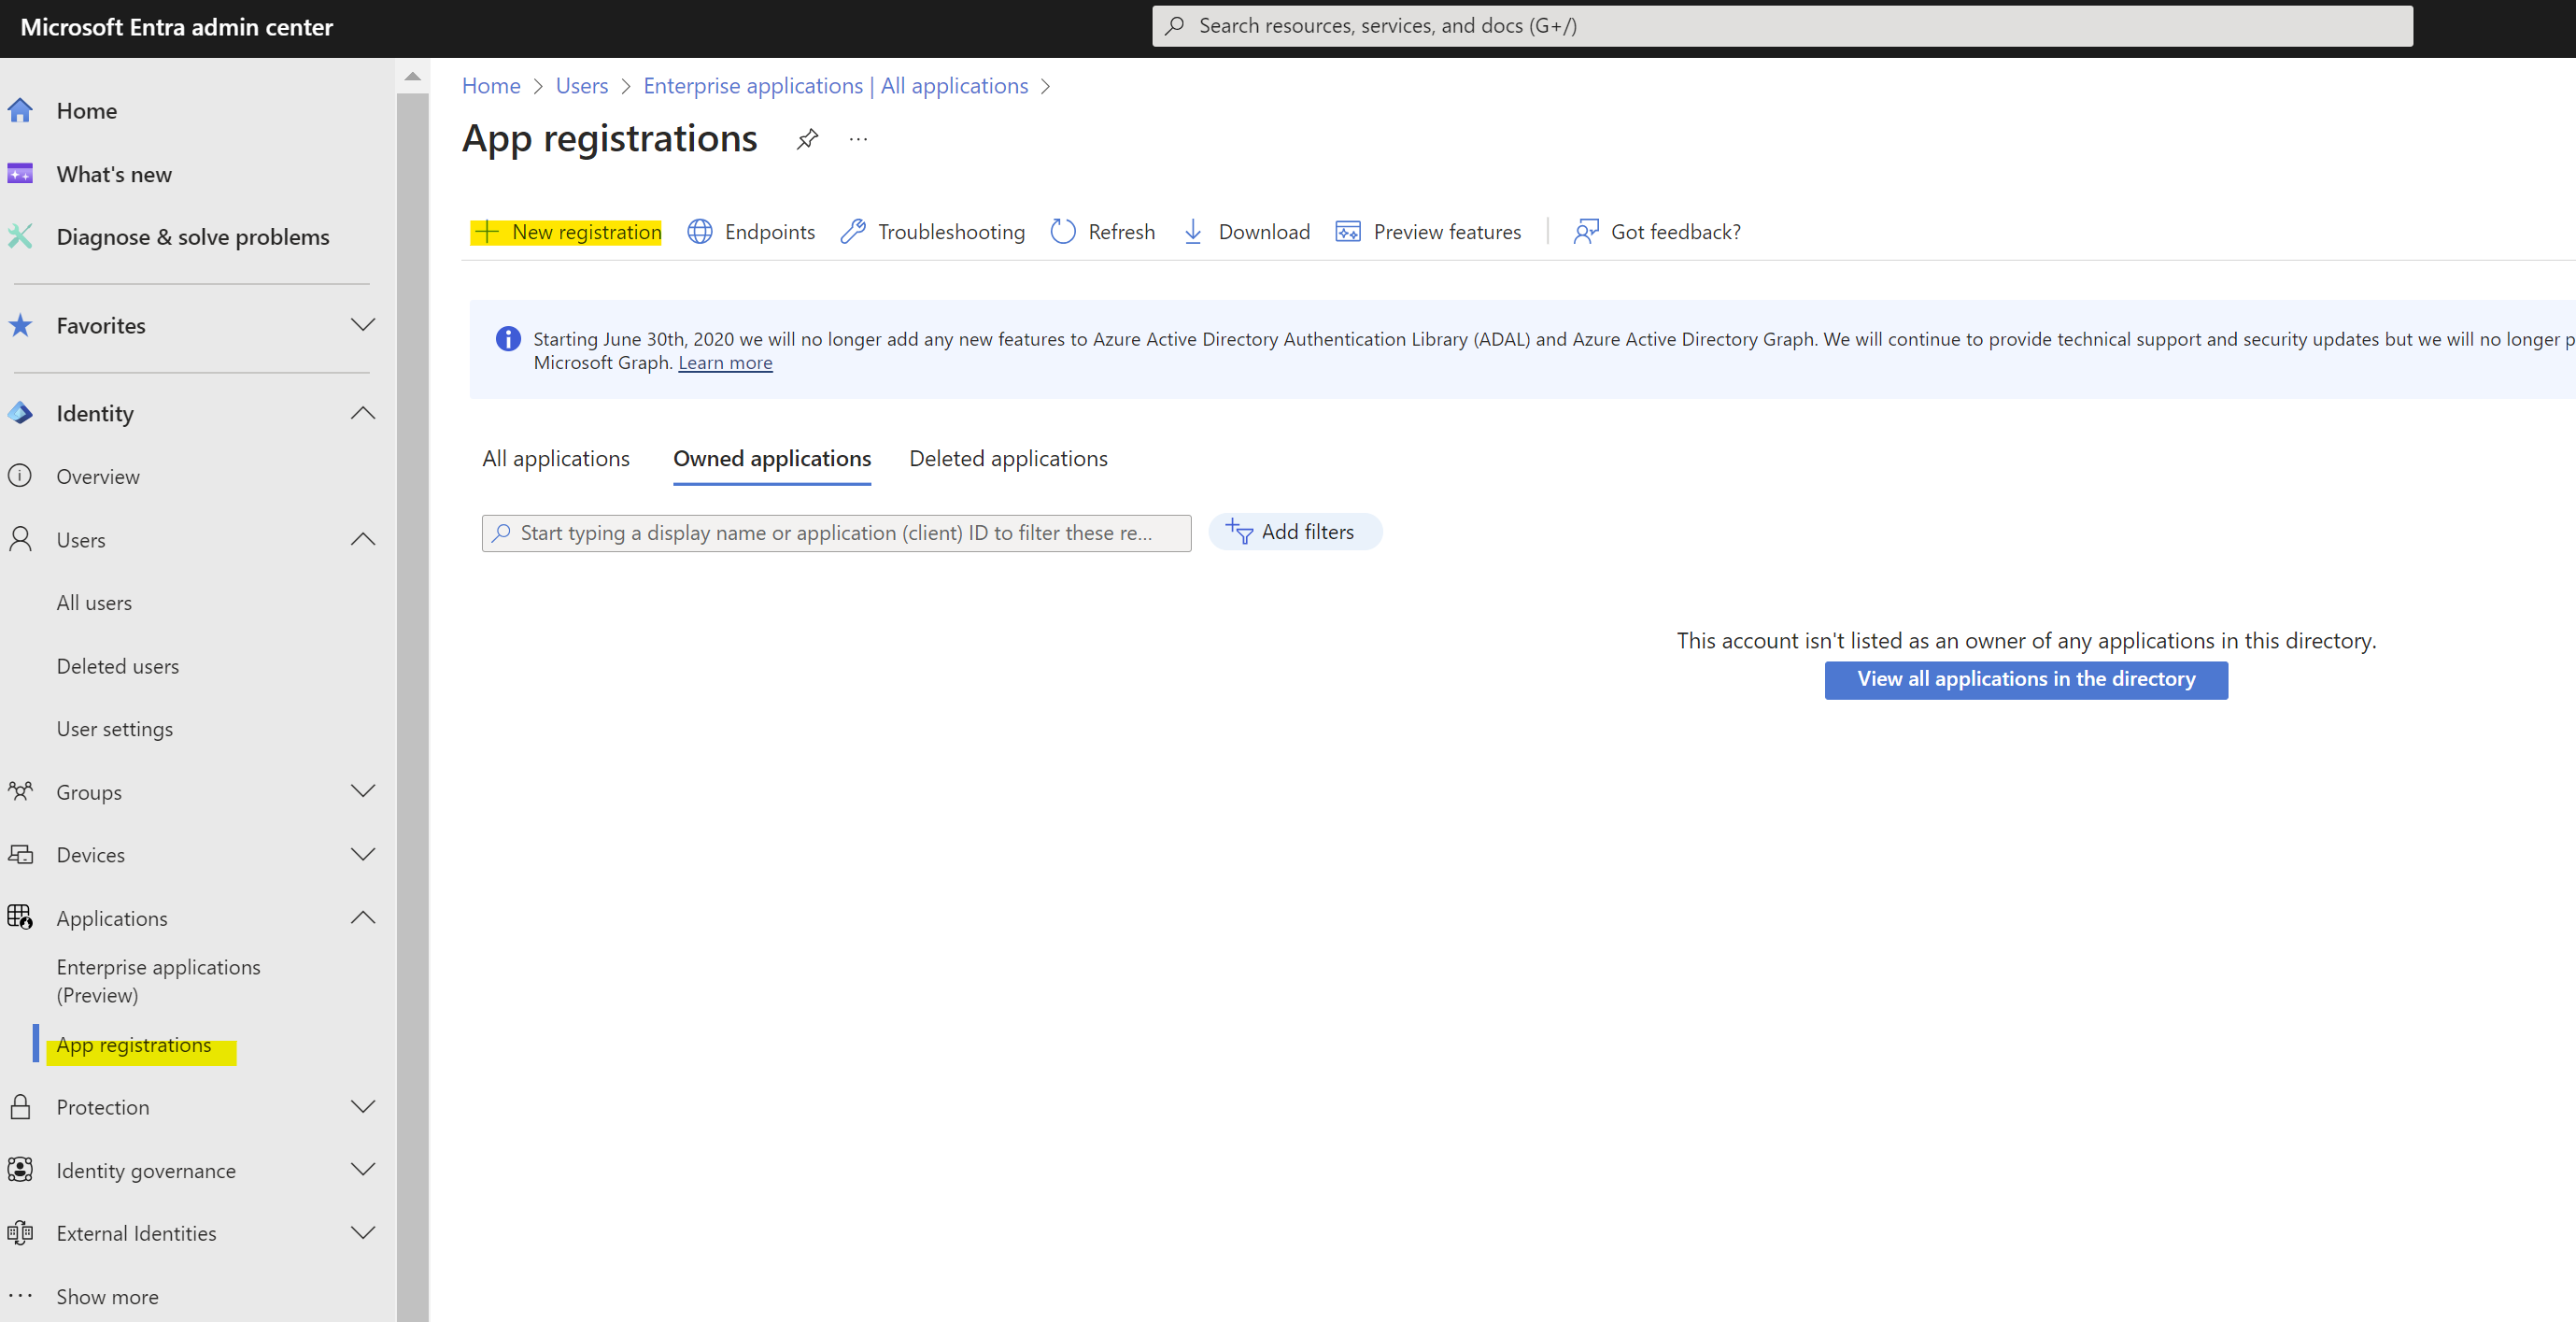 Microsoft Entra admin center
Search resources, services, and docs (G+/)
Home
What's new
Diagnose & solve problems
Favorites
Identity
Overview
Users
All users
Deleted users
User settings
Groups
Devices
Applications
Enterprise applications
(Preview)
App registrations
Protection
Identity governance
External Identities
Show more
Home > Users > Enterprise applications | All applications >
App registrations
New registration Endpoints Troubleshooting Refresh Download Preview features Got feedback?
Starting June 30th, 2020 we will no longer add any new features to Azure Active Directory Authentication Library (ADAL) and Azure Active Directory Graph. We will continue to provide technical support and security updates but we will no longer p
Microsoft Graph. Learn more
All applications Owned applications Deleted applications
Start typing a display name or application (client) ID to filter these re... Add filters
This account isn't listed as an owner of any applications in this directory.
View all applications in the directory